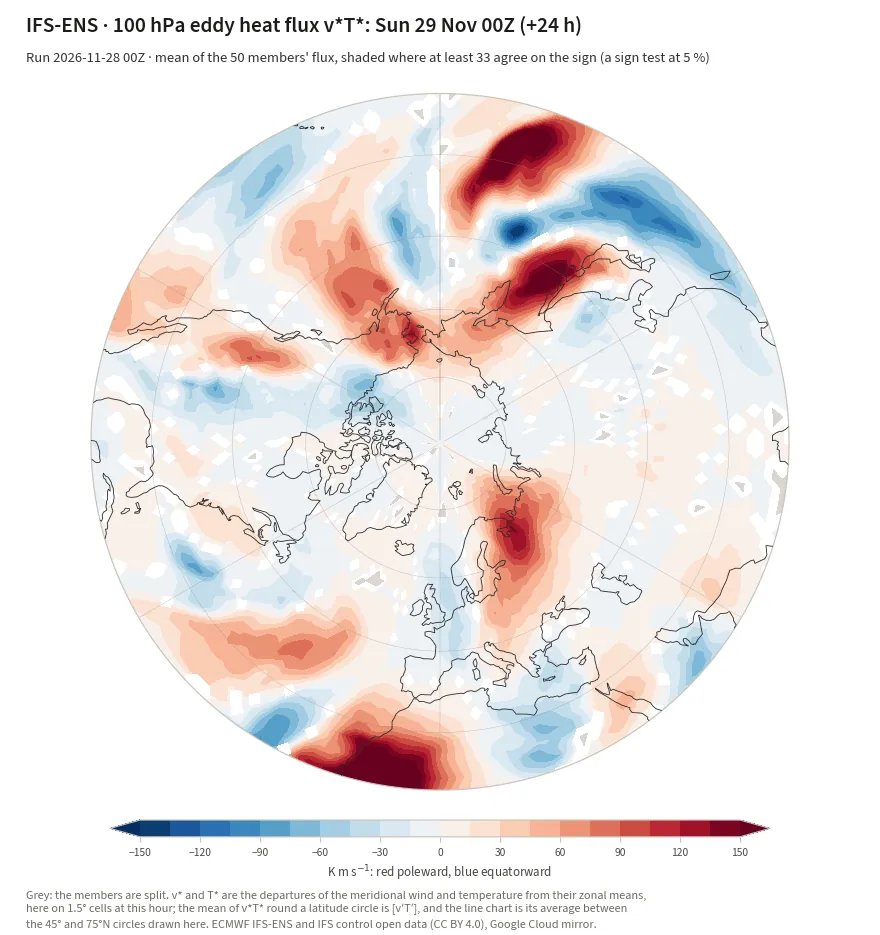 IFS-ENS · 100 hPa eddy heat flux v*T*: Sun 29 Nov 00Z (+24 h)
Run 2026-11-28 00Z · mean of the 50 members' flux, shaded where at least 33 agree on the sign (a sign test at 5 %)
−150 −120 −90 −60 −30 0 30 60 90 120 150
K m s⁻¹: red poleward, blue equatorward
Grey: the members are split. v* and T* are the departures of the meridional wind and temperature from their zonal means,
here on 1.5° cells at this hour; the mean of v*T* round a latitude circle is [v′T′], and the line chart is its average between
the 45° and 75°N circles drawn here. ECMWF IFS-ENS and IFS control open data (CC BY 4.0), Google Cloud mirror.